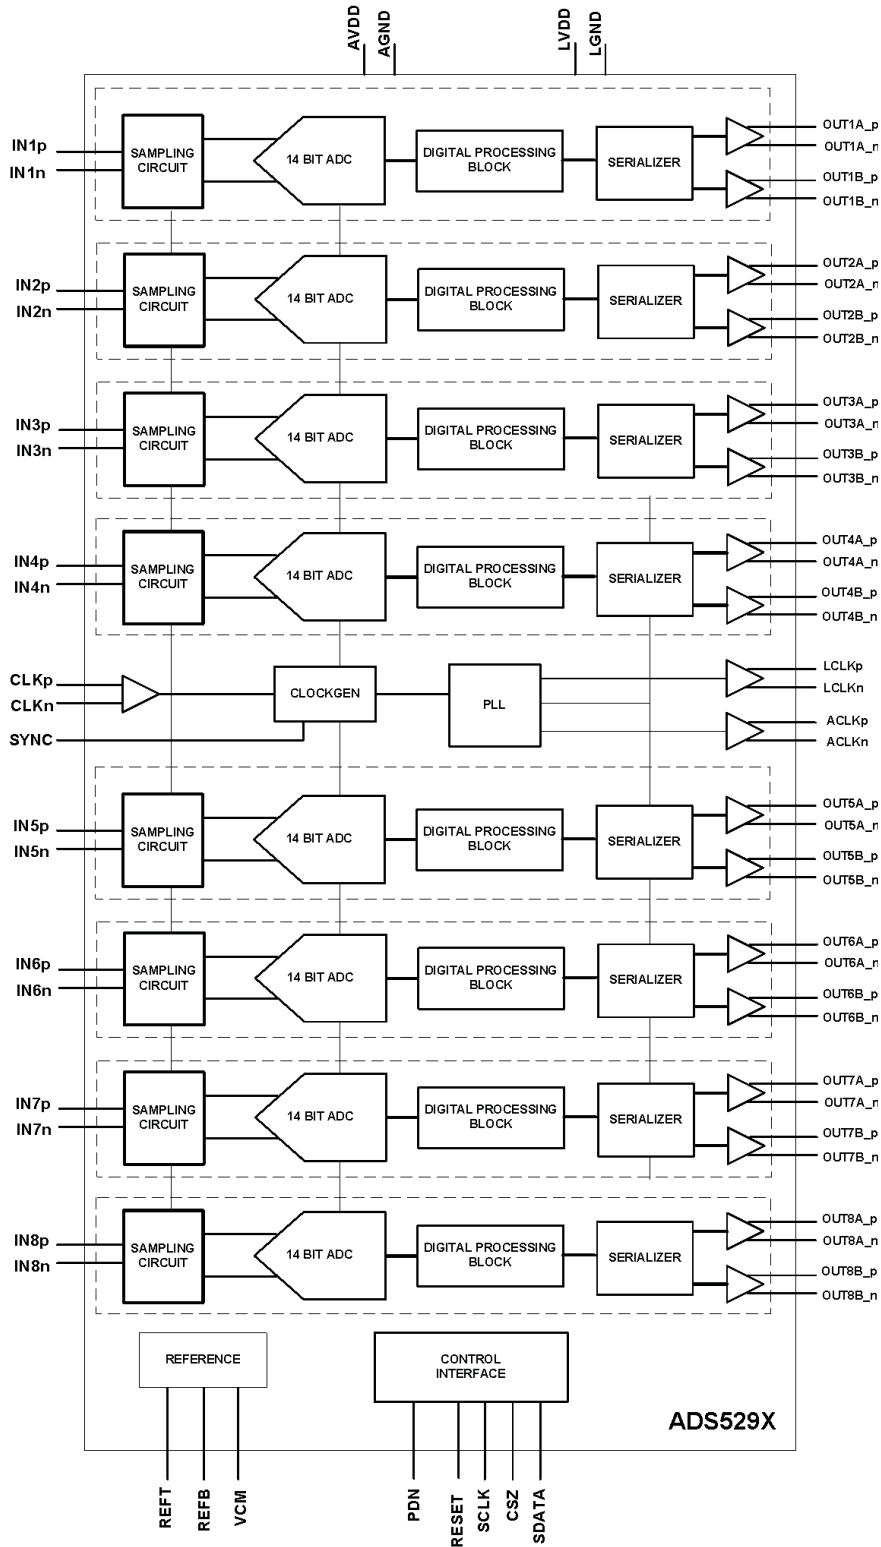 AVDD
AGND
LVDD
LGND
IN1p
IN1n
SAMPLING
CIRCUIT
14 BIT ADC
DIGITAL PROCESSING
BLOCK
SERIALIZER
OUT1A_p
OUT1A_n
OUT1B_p
OUT1B_n
IN2p
IN2n
SAMPLING
CIRCUIT
14 BIT ADC
DIGITAL PROCESSING
BLOCK
SERIALIZER
OUT2A_p
OUT2A_n
OUT2B_p
OUT2B_n
IN3p
IN3n
SAMPLING
CIRCUIT
14 BIT ADC
DIGITAL PROCESSING
BLOCK
SERIALIZER
OUT3A_p
OUT3A_n
OUT3B_p
OUT3B_n
IN4p
IN4n
SAMPLING
CIRCUIT
14 BIT ADC
DIGITAL PROCESSING
BLOCK
SERIALIZER
OUT4A_p
OUT4A_n
OUT4B_p
OUT4B_n
CLKp
CLKn
SYNC
CLOCKGEN
PLL
LCLKp
LCLKn
ACLKp
ACLKn
IN5p
IN5n
SAMPLING
CIRCUIT
14 BIT ADC
DIGITAL PROCESSING
BLOCK
SERIALIZER
OUT5A_p
OUT5A_n
OUT5B_p
OUT5B_n
IN6p
IN6n
SAMPLING
CIRCUIT
14 BIT ADC
DIGITAL PROCESSING
BLOCK
SERIALIZER
OUT6A_p
OUT6A_n
OUT6B_p
OUT6B_n
IN7p
IN7n
SAMPLING
CIRCUIT
14 BIT ADC
DIGITAL PROCESSING
BLOCK
SERIALIZER
OUT7A_p
OUT7A_n
OUT7B_p
OUT7B_n
IN8p
IN8n
SAMPLING
CIRCUIT
14 BIT ADC
DIGITAL PROCESSING
BLOCK
SERIALIZER
OUT8A_p
OUT8A_n
OUT8B_p
OUT8B_n
REFERENCE
CONTROL
INTERFACE
ADS529X
REFT
REFB
VCM
PDN
RESET
SCLK
CSZ
SDATA